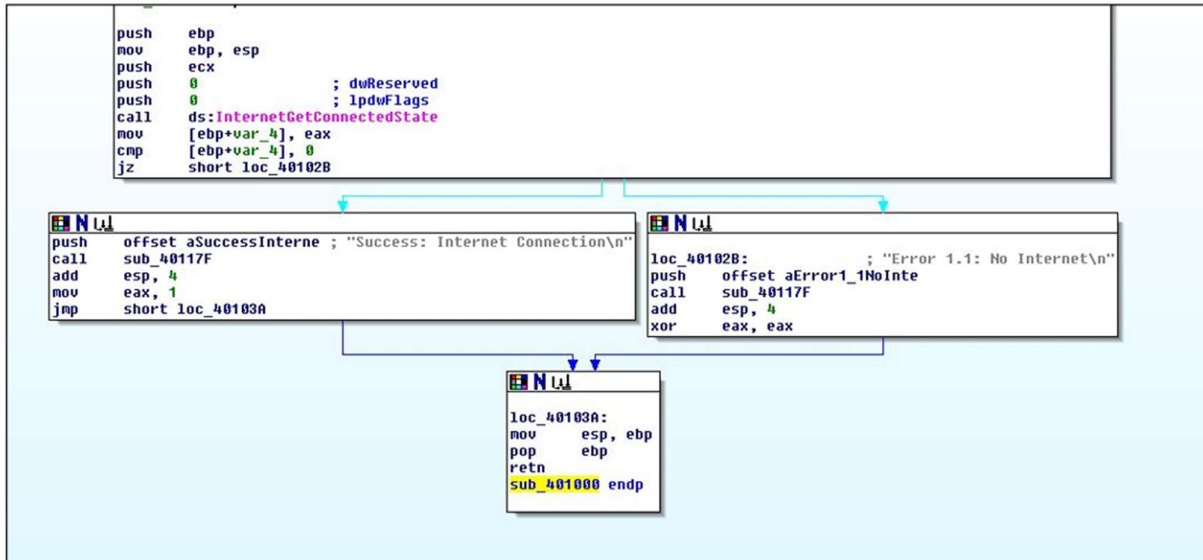 push ebp
mov ebp, esp
push ecx
push 0 ; dwReserved
push 0 ; lpdwFlags
call ds:InternetGetConnectedState
mov [ebp+var_4], eax
cmp [ebp+var_4], 0
jz short loc_40102B
push offset aSuccessInterne ; "Success: Internet Connection\n"
call sub_40117F
add esp, 4
mov eax, 1
jmp short loc_40103A
loc_40102B: ; "Error 1.1: No Internet\n"
push offset aError1_1NoInte
call sub_40117F
add esp, 4
xor eax, eax
loc_40103A:
mov esp, ebp
pop ebp
retn
sub_401000 endp